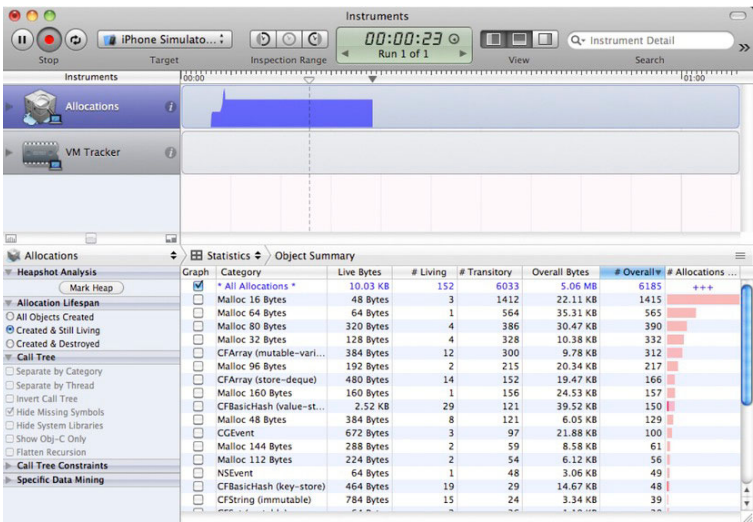 Instruments
iPhone Simulato...
00:00:23
Run 1 of 1
Instrument Detail
Stop Target Inspection Range View Search
Instruments 00:00 01:00
Allocations
VM Tracker
Allocations Statistics Object Summary
Heapshot Analysis
Mark Heap
Allocation Lifespan
All Objects Created
Created & Still Living
Created & Destroyed
Call Tree
Separate by Category
Separate by Thread
Invert Call Tree
Hide Missing Symbols
Hide System Libraries
Show Obj-C Only
Flatten Recursion
Call Tree Constraints
Specific Data Mining
Graph Category Live Bytes # Living # Transitory Overall Bytes # Overall # Allocations ...
* All Allocations * 10.03 KB 152 6033 5.06 MB 6185 +++
Malloc 16 Bytes 48 Bytes 3 1412 22.11 KB 1415
Malloc 64 Bytes 64 Bytes 1 564 35.31 KB 565
Malloc 80 Bytes 320 Bytes 4 386 30.47 KB 390
Malloc 32 Bytes 128 Bytes 4 328 10.38 KB 332
CFArray (mutable-vari... 384 Bytes 12 300 9.78 KB 312
Malloc 96 Bytes 192 Bytes 2 215 20.34 KB 217
CFArray (store-deque) 480 Bytes 14 152 19.47 KB 166
Malloc 160 Bytes 160 Bytes 1 156 24.53 KB 157
CFBasicHash (value-st... 2.52 KB 29 121 39.52 KB 150
Malloc 48 Bytes 384 Bytes 8 121 6.05 KB 129
CGEvent 672 Bytes 3 97 21.88 KB 100
Malloc 144 Bytes 288 Bytes 2 59 8.58 KB 61
Malloc 112 Bytes 224 Bytes 2 54 6.12 KB 56
NSEvent 64 Bytes 1 48 3.06 KB 49
CFBasicHash (key-store) 464 Bytes 19 29 14.67 KB 48
CFString (immutable) 784 Bytes 15 24 3.34 KB 39